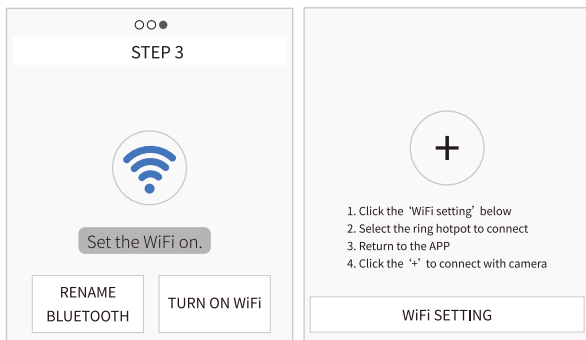 STEP 3
Set the WiFi on.
RENAME
BLUETOOTH
TURN ON WiFi
+
1. Click the ‘WiFi setting’ below
2. Select the ring hotpot to connect
3. Return to the APP
4. Click the ‘+’ to connect with camera
WiFi SETTING